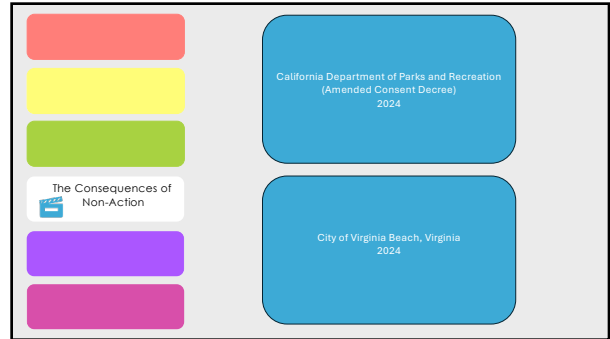 The Consequences of
Non-Action
California Department of Parks and Recreation
(Amended Consent Decree)
2024
City of Virginia Beach, Virginia
2024